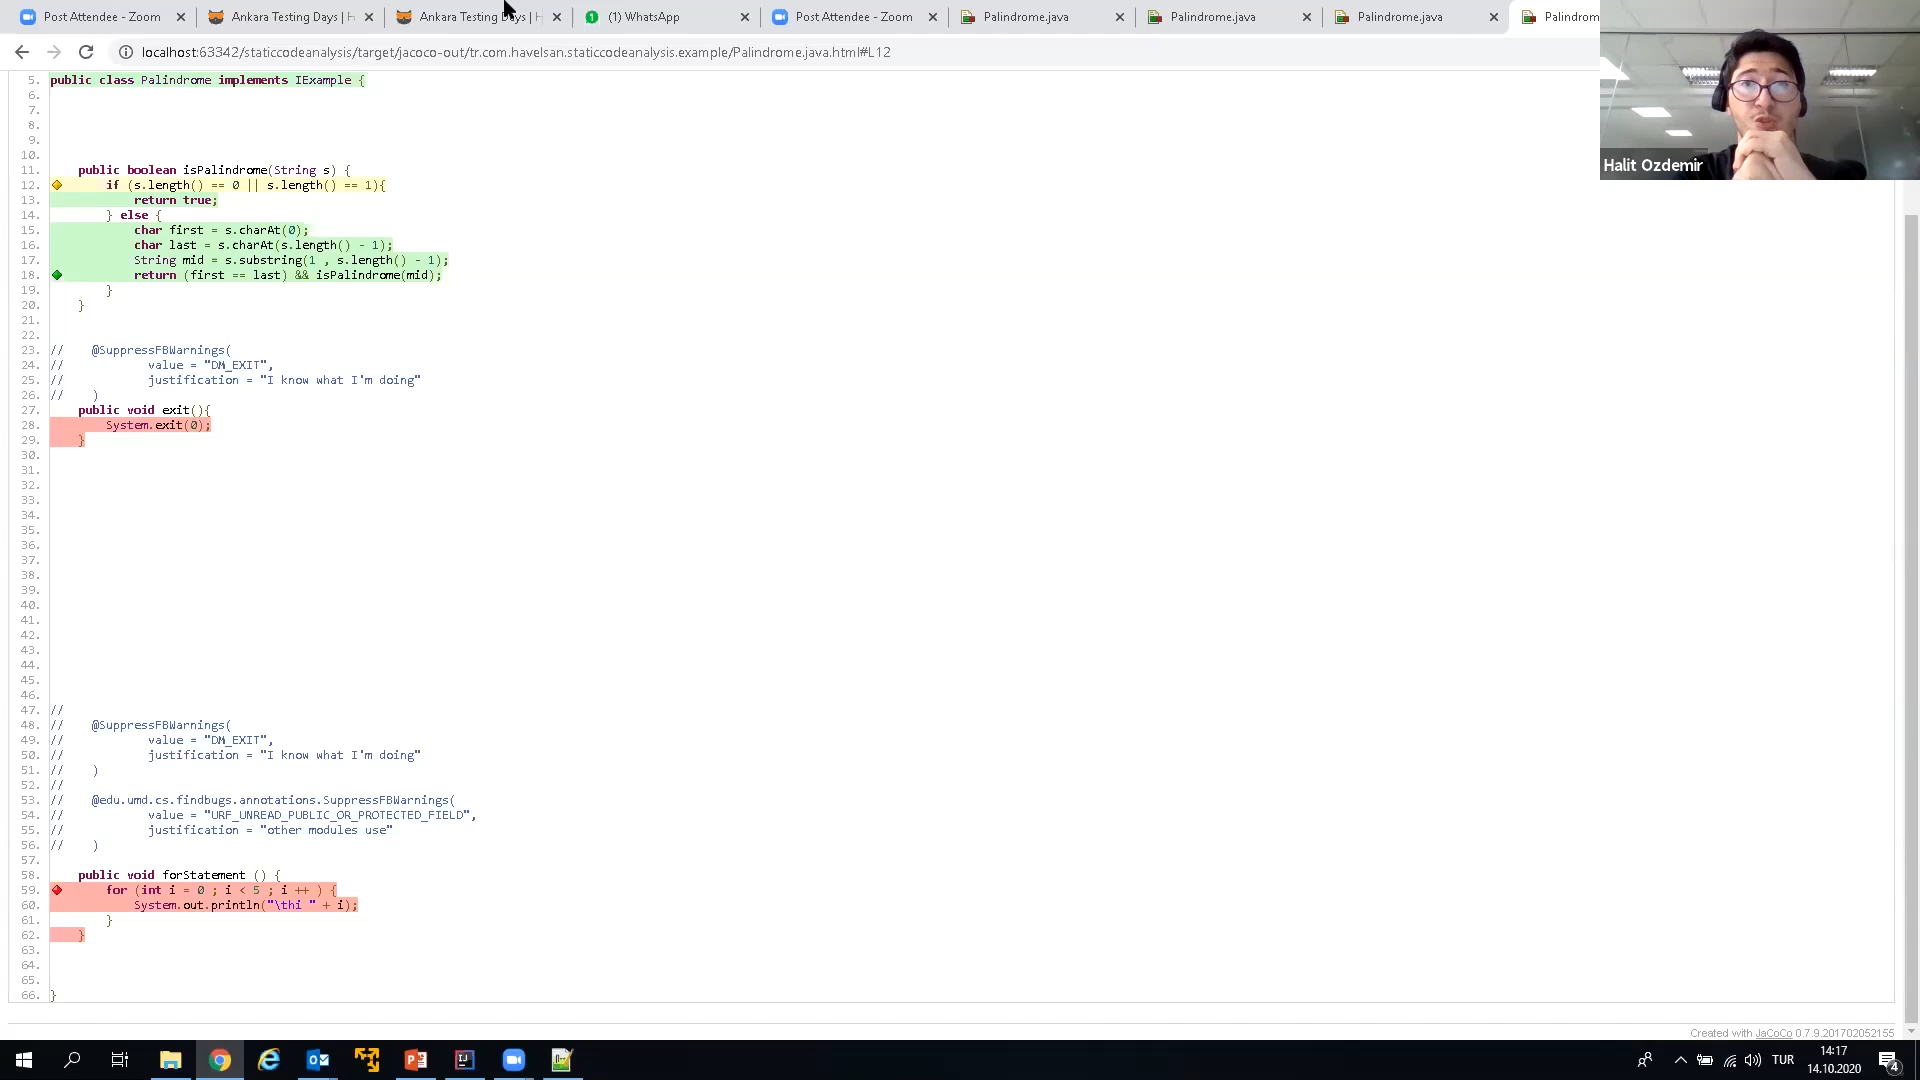 Post Attendee - Zoom
Ankara Testing Days | H
Ankara Testing Days | H
(1) WhatsApp
Post Attendee - Zoom
Palindrome.java
Palindrome.java
Palindrome.java
Palindrom
localhost:63342/staticcodeanalysis/target/jacoco-out/tr.com.havelsan.staticcodeanalysis.example/Palindrome.java.html#L12
Halit Ozdemir
5. public class Palindrome implements IExample {
6.
7.
8.
9.
10.
11. public boolean isPalindrome(String s) {
12. if (s.length() == 0 || s.length() == 1){
13. return true;
14. } else {
15. char first = s.charAt(0);
16. char last = s.charAt(s.length() - 1);
17. String mid = s.substring(1 , s.length() - 1);
18. return (first == last) && isPalindrome(mid);
19. }
20. }
21.
22.
23. // @SuppressFBWarnings(
24. // value = "DM_EXIT",
25. // justification = "I know what I'm doing"
26. // )
27. public void exit(){
28. System.exit(0);
29. }
30.
31.
32.
33.
34.
35.
36.
37.
38.
39.
40.
41.
42.
43.
44.
45.
46.
47. //
48. // @SuppressFBWarnings(
49. // value = "DM_EXIT",
50. // justification = "I know what I'm doing"
51. // )
52. //
53. // @edu.umd.cs.findbugs.annotations.SuppressFBWarnings(
54. // value = "URF_UNREAD_PUBLIC_OR_PROTECTED_FIELD",
55. // justification = "other modules use"
56. // )
57.
58. public void forStatement () {
59. for (int i = 0 ; i < 5 ; i ++ ) {
60. System.out.println("\thi " + i);
61. }
62. }
63.
64.
65.
66. }
Created with JaCoCo 0.7.9.201702052155
TUR
14:17
14.10.2020
4